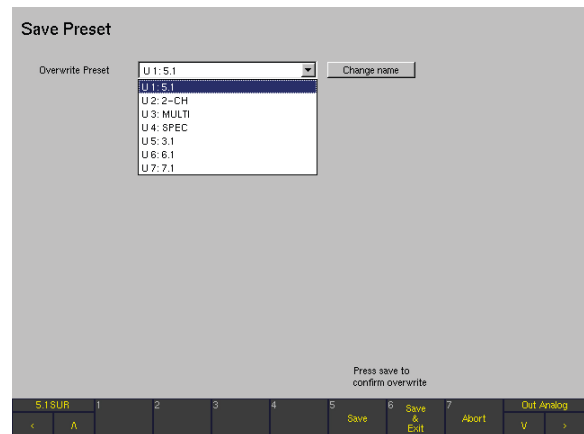 Save Preset
Overwrite Preset
U 1: 5.1
Change name
U 1: 5.1
U 2: 2-CH
U 3: MULTI
U 4: SPEC
U 5: 3.1
U 6: 6.1
U 7: 7.1
Press save to
confirm overwrite
5.1SUR
< Λ
1
2
3
4
5 Save
6 Save
&
Exit
7 Abort
Out Analog
V >